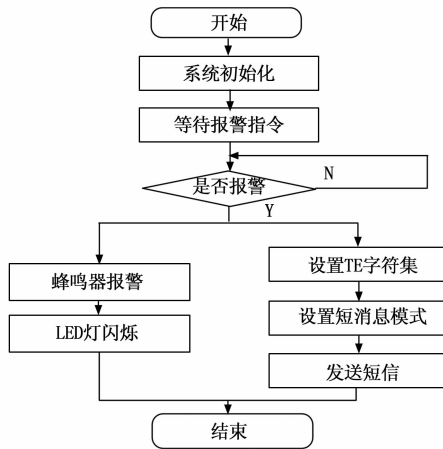 开始
系统初始化
等待报警指令
是否报警
N
Y
蜂鸣器报警
LED灯闪烁
设置TE字符集
设置短消息模式
发送短信
结束